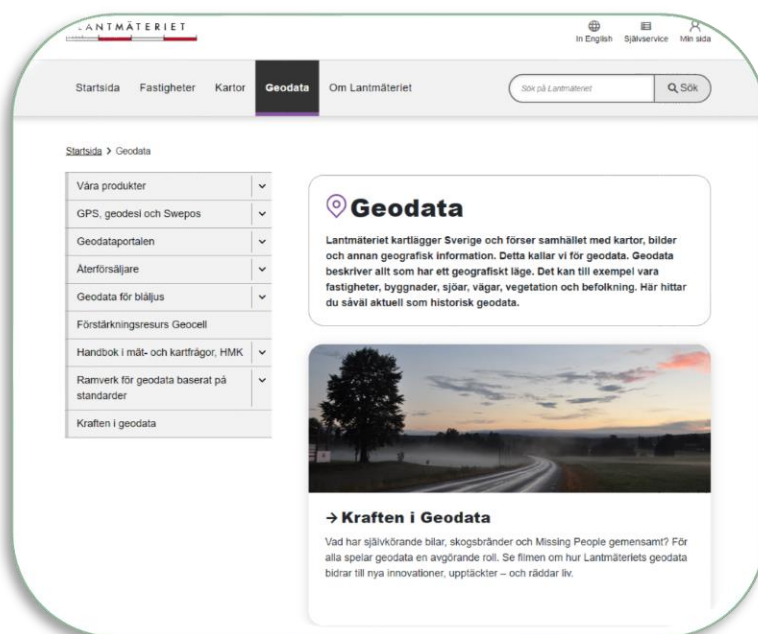 LANTMÄTERIET
In English Självservice Min sida
Startsida Fastigheter Kartor Geodata Om Lantmäteriet
Sök på Lantmäteriet Sök
Startsida > Geodata
Våra produkter
GPS, geodesi och Swepos
Geodataportalen
Återförsäljare
Geodata för blåljus
Förstärkningsresurs Geocell
Handbok i mät- och kartfrågor, HMK
Ramverk för geodata baserat på
standarder
Kraften i geodata
Geodata
Lantmäteriet kartlägger Sverige och förser samhället med kartor, bilder
och annan geografisk information. Detta kallar vi för geodata. Geodata
beskriver allt som har ett geografiskt läge. Det kan till exempel vara
fastigheter, byggnader, sjöar, vägar, vegetation och befolkning. Här hittar
du såväl aktuell som historisk geodata.
→ Kraften i Geodata
Vad har självkörande bilar, skogsbränder och Missing People gemensamt? För
alla spelar geodata en avgörande roll. Se filmen om hur Lantmäteriets geodata
bidrar till nya innovationer, upptäckter – och räddar liv.